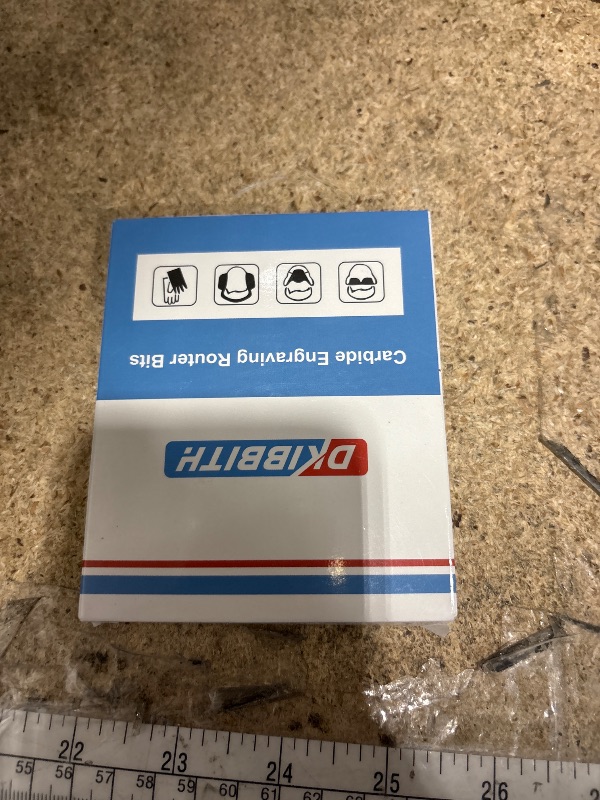 DKIBBITH
Carbide Engraving Router Bits
22 23 24 25 26
55 56 57 58 59 60 61 62